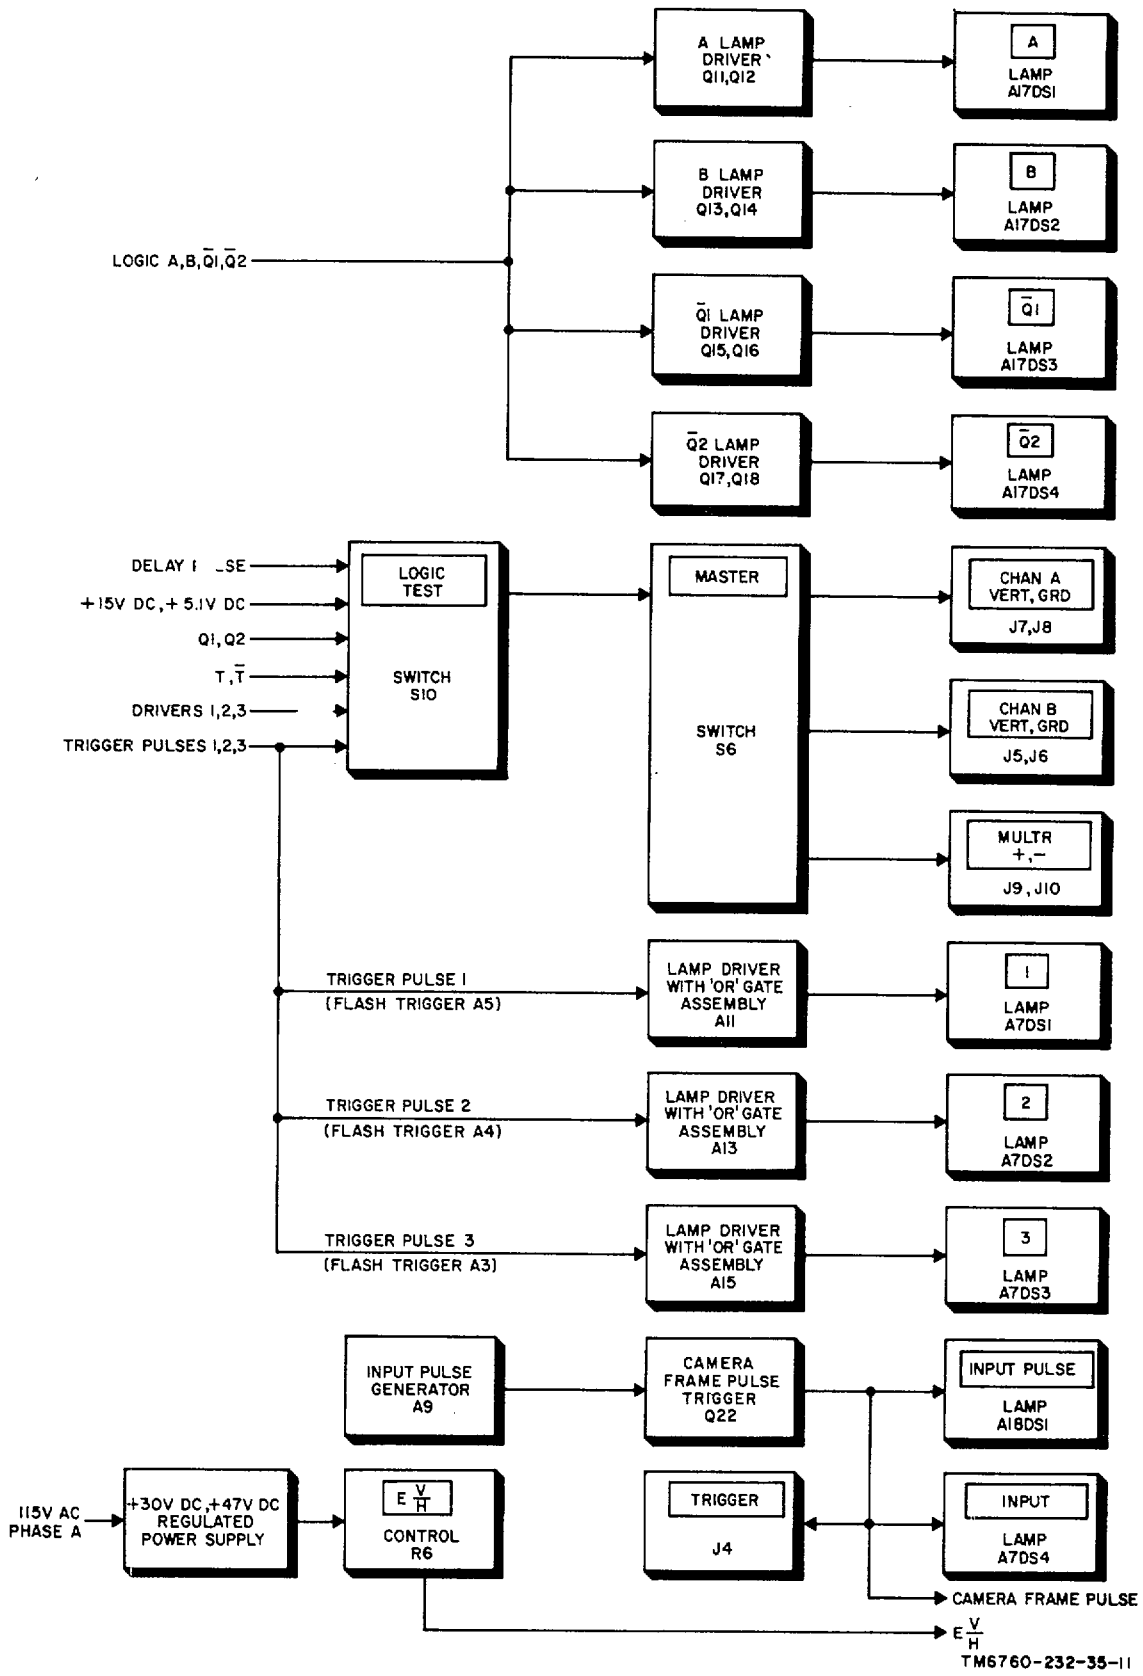 A LAMP
DRIVER
Q11,Q12
A
LAMP
A17DS1
B LAMP
DRIVER
Q13,Q14
B
LAMP
A17DS2
LOGIC A,B,Q̅1,Q̅2
Q̅1 LAMP
DRIVER
Q15,Q16
Q̅1
LAMP
A17DS3
Q̅2 LAMP
DRIVER
Q17,Q18
Q̅2
LAMP
A17DS4
DELAY
+15V DC,+5.1V DC
Q1,Q2
T,T̅
DRIVERS 1,2,3
TRIGGER PULSES 1,2,3
LOGIC
TEST
SWITCH
S10
MASTER
SWITCH
S6
CHAN A
VERT,GRD
J7,J8
CHAN B
VERT,GRD
J5,J6
MULTR
+,-
J9,J10
TRIGGER PULSE 1
(FLASH TRIGGER A5)
LAMP DRIVER
WITH 'OR' GATE
ASSEMBLY
A11
1
LAMP
A7DS1
TRIGGER PULSE 2
(FLASH TRIGGER A4)
LAMP DRIVER
WITH 'OR' GATE
ASSEMBLY
A13
2
LAMP
A7DS2
TRIGGER PULSE 3
(FLASH TRIGGER A3)
LAMP DRIVER
WITH 'OR' GATE
ASSEMBLY
A15
3
LAMP
A7DS3
INPUT PULSE
GENERATOR
A9
CAMERA
FRAME PULSE
TRIGGER
Q22
INPUT PULSE
LAMP
A18DS1
115V AC
PHASE A
+30V DC,+47V DC
REGULATED
POWER SUPPLY
E V/H
CONTROL
R6
TRIGGER
J4
INPUT
LAMP
A7DS4
CAMERA FRAME PULSE
E V/H
TM6760-232-35-11